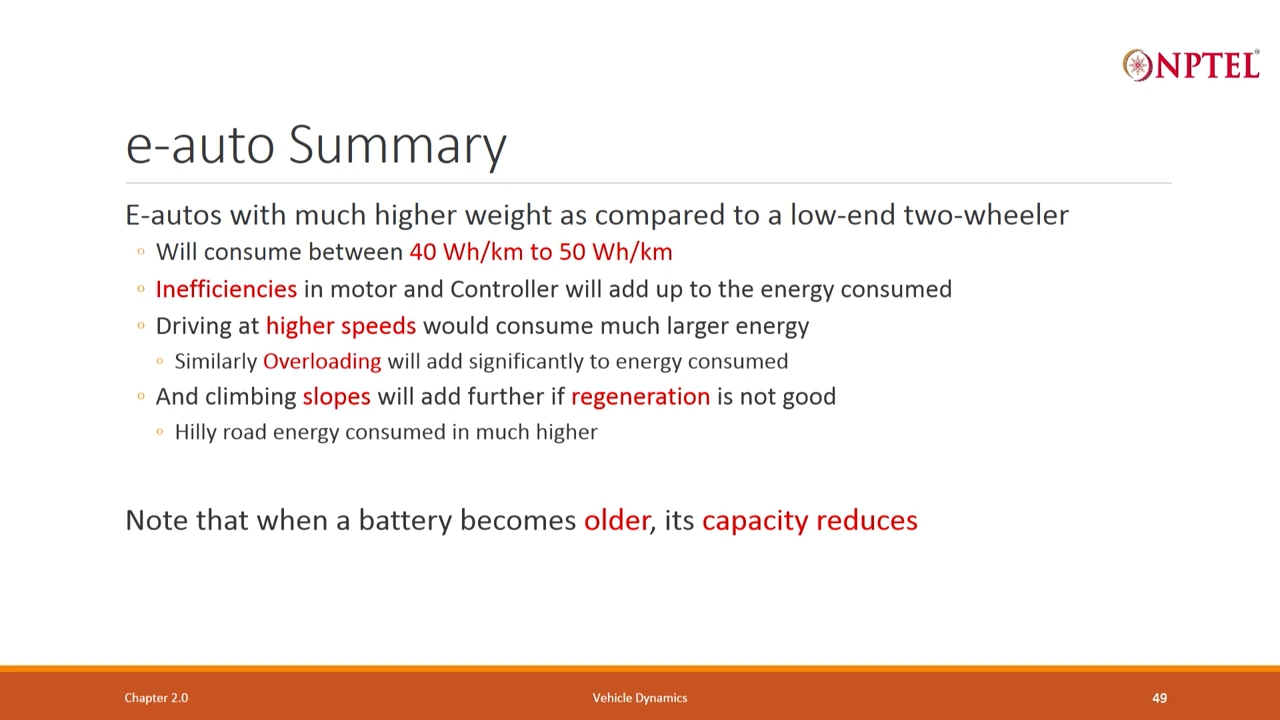 NPTEL
e-auto Summary
E-autos with much higher weight as compared to a low-end two-wheeler
Will consume between 40 Wh/km to 50 Wh/km
Inefficiencies in motor and Controller will add up to the energy consumed
Driving at higher speeds would consume much larger energy
Similarly Overloading will add significantly to energy consumed
And climbing slopes will add further if regeneration is not good
Hilly road energy consumed in much higher
Note that when a battery becomes older, its capacity reduces
Chapter 2.0
Vehicle Dynamics
49